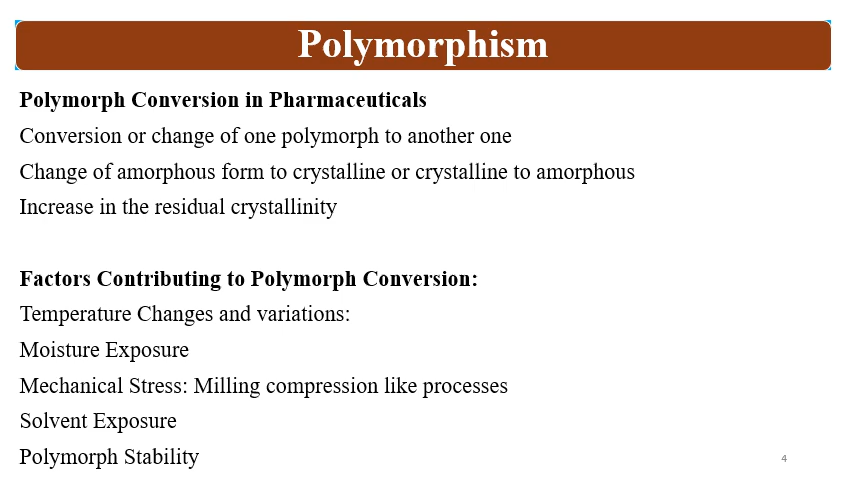 Polymorphism
Polymorph Conversion in Pharmaceuticals
Conversion or change of one polymorph to another one
Change of amorphous form to crystalline or crystalline to amorphous
Increase in the residual crystallinity
Factors Contributing to Polymorph Conversion:
Temperature Changes and variations:
Moisture Exposure
Mechanical Stress: Milling compression like processes
Solvent Exposure
Polymorph Stability
4